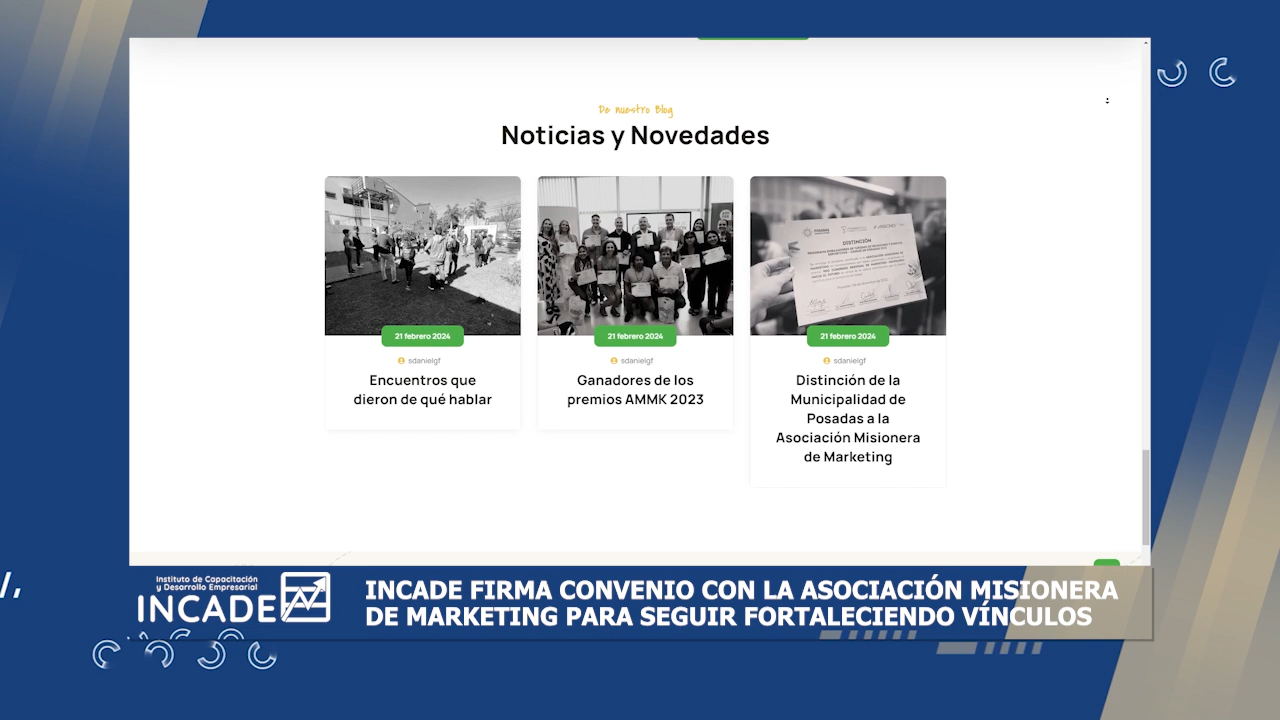 De nuestro Blog
Noticias y Novedades
DISTINCIÓN
21 febrero 2024
21 febrero 2024
21 febrero 2024
sdanielgf
sdanielgf
sdanielgf
Encuentros que
dieron de qué hablar
Ganadores de los
premios AMMK 2023
Distinción de la
Municipalidad de
Posadas a la
Asociación Misionera
de Marketing
Instituto de Capacitación
y Desarrollo Empresarial
INCADE
INCADE FIRMA CONVENIO CON LA ASOCIACIÓN MISIONERA
DE MARKETING PARA SEGUIR FORTALECIENDO VÍNCULOS